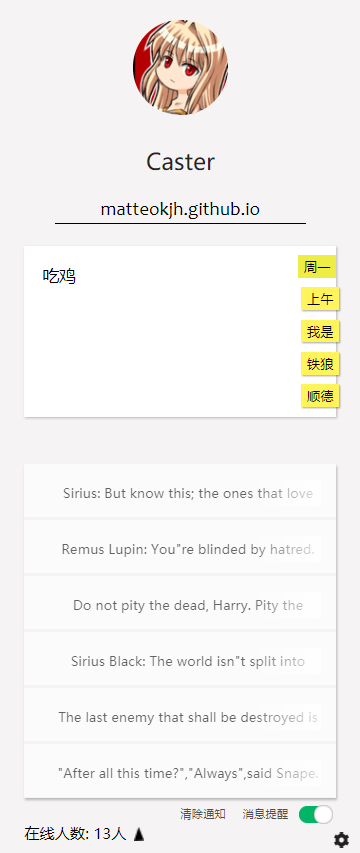 Caster
matteokjh.github.io
吃鸡
周一
上午
我是
铁狼
顺德
Sirius: But know this; the ones that love
Remus Lupin: You"re blinded by hatred.
Do not pity the dead, Harry. Pity the
Sirius Black: The world isn"t split into
The last enemy that shall be destroyed is
"After all this time?","Always",said Snape.
清除通知 消息提醒
在线人数: 13人